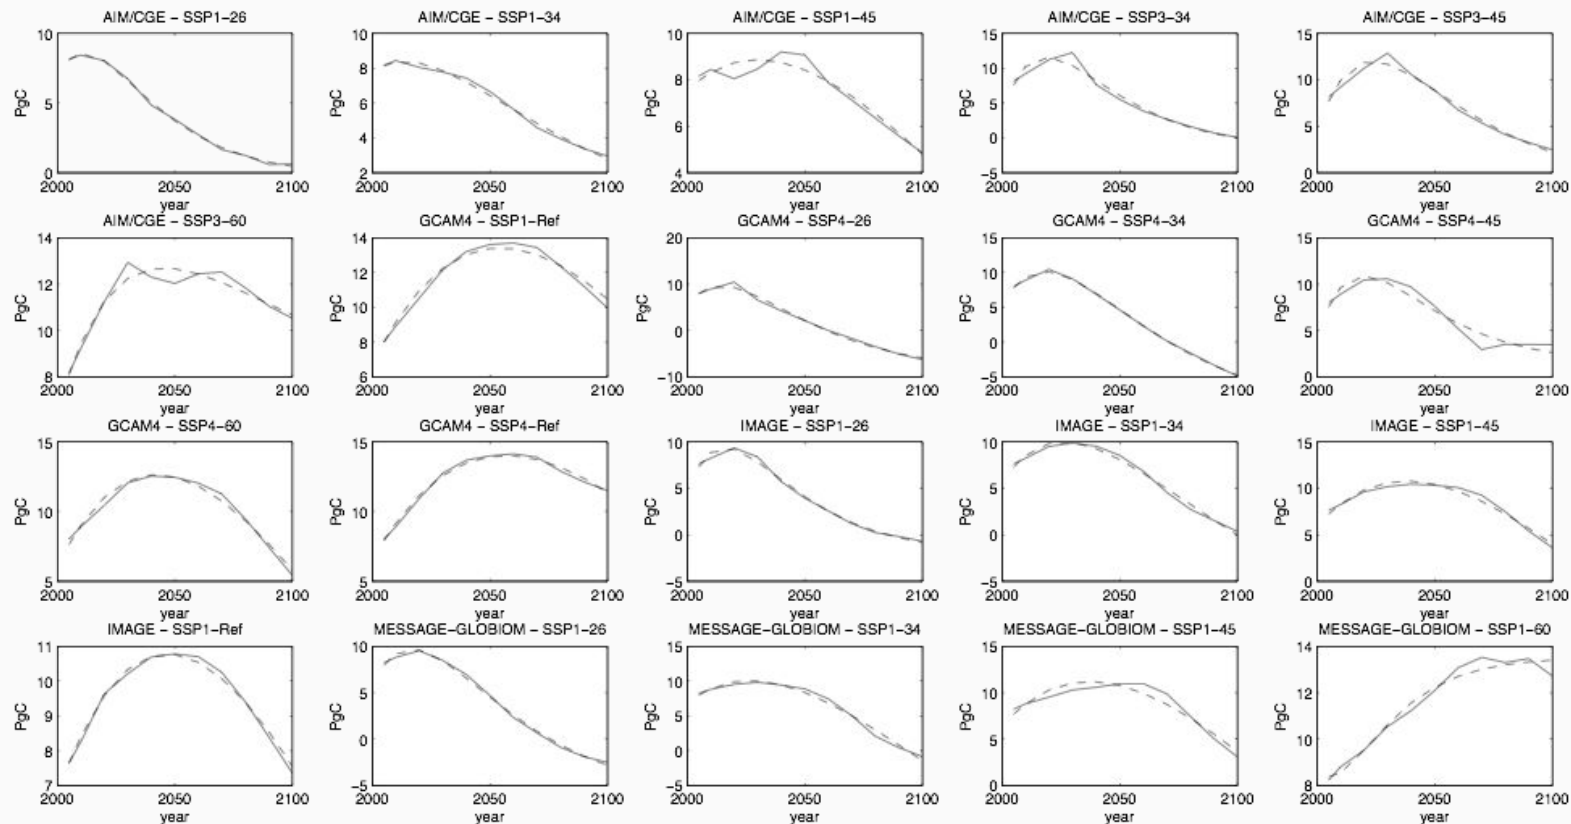 AIM/CGE − SSP1−26 AIM/CGE − SSP1−34 AIM/CGE − SSP1−45 AIM/CGE − SSP3−34 AIM/CGE − SSP3−45
10 10 10 15 15
8 8 10 10
5 6 5
PgC PgC PgC PgC PgC
4 6 0 5
0 2 4 −5 0
2000 2050 2100 2000 2050 2100 2000 2050 2100 2000 2050 2100 2000 2050 2100
year year year year year
AIM/CGE − SSP3−60 GCAM4 − SSP1−Ref GCAM4 − SSP4−26 GCAM4 − SSP4−34 GCAM4 − SSP4−45
14 14 20 15 15
12 12 10 10 10
PgC PgC PgC PgC PgC
10 10 5
10 8 0 0 5
8 6 −10 −5 0
2000 2050 2100 2000 2050 2100 2000 2050 2100 2000 2050 2100 2000 2050 2100
year year year year year
GCAM4 − SSP4−60 GCAM4 − SSP4−Ref IMAGE − SSP1−26 IMAGE − SSP1−34 IMAGE − SSP1−45
15 15 10 10 15
10 10 5 5 10
PgC PgC PgC PgC PgC
0 0 5
5 5 −5 −5 0
2000 2050 2100 2000 2050 2100 2000 2050 2100 2000 2050 2100 2000 2050 2100
year year year year year
IMAGE − SSP1−Ref MESSAGE−GLOBIOM − SSP1−26 MESSAGE−GLOBIOM − SSP1−34 MESSAGE−GLOBIOM − SSP1−45 MESSAGE−GLOBIOM − SSP1−60
11 10 15 15 14
10 5 10 10 12
PgC PgC PgC PgC PgC
9 5
8 0 0 5 10
7 −5 −5 0 8
2000 2050 2100 2000 2050 2100 2000 2050 2100 2000 2050 2100 2000 2050 2100
year year year year year